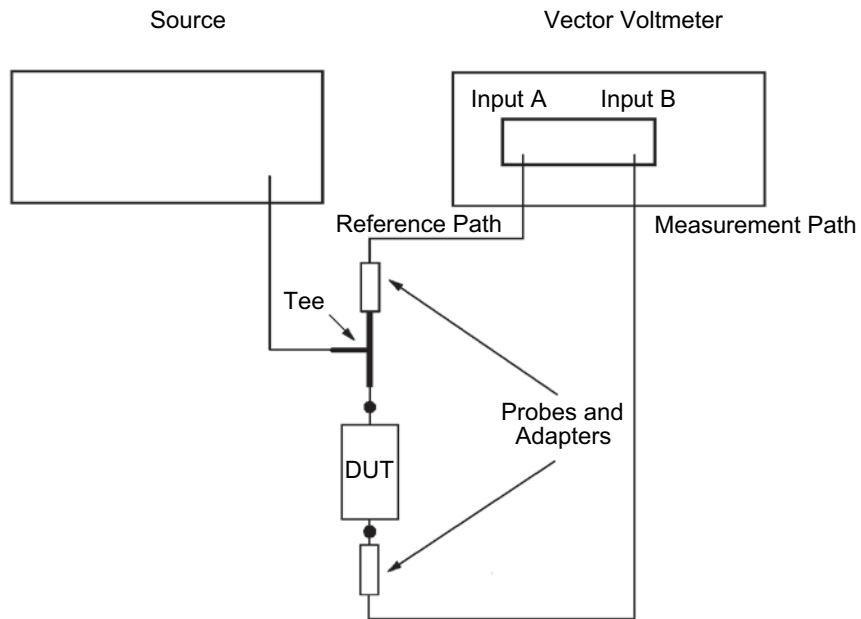 Source
Vector Voltmeter
Input A
Input B
Reference Path
Measurement Path
Tee
Probes and
Adapters
DUT